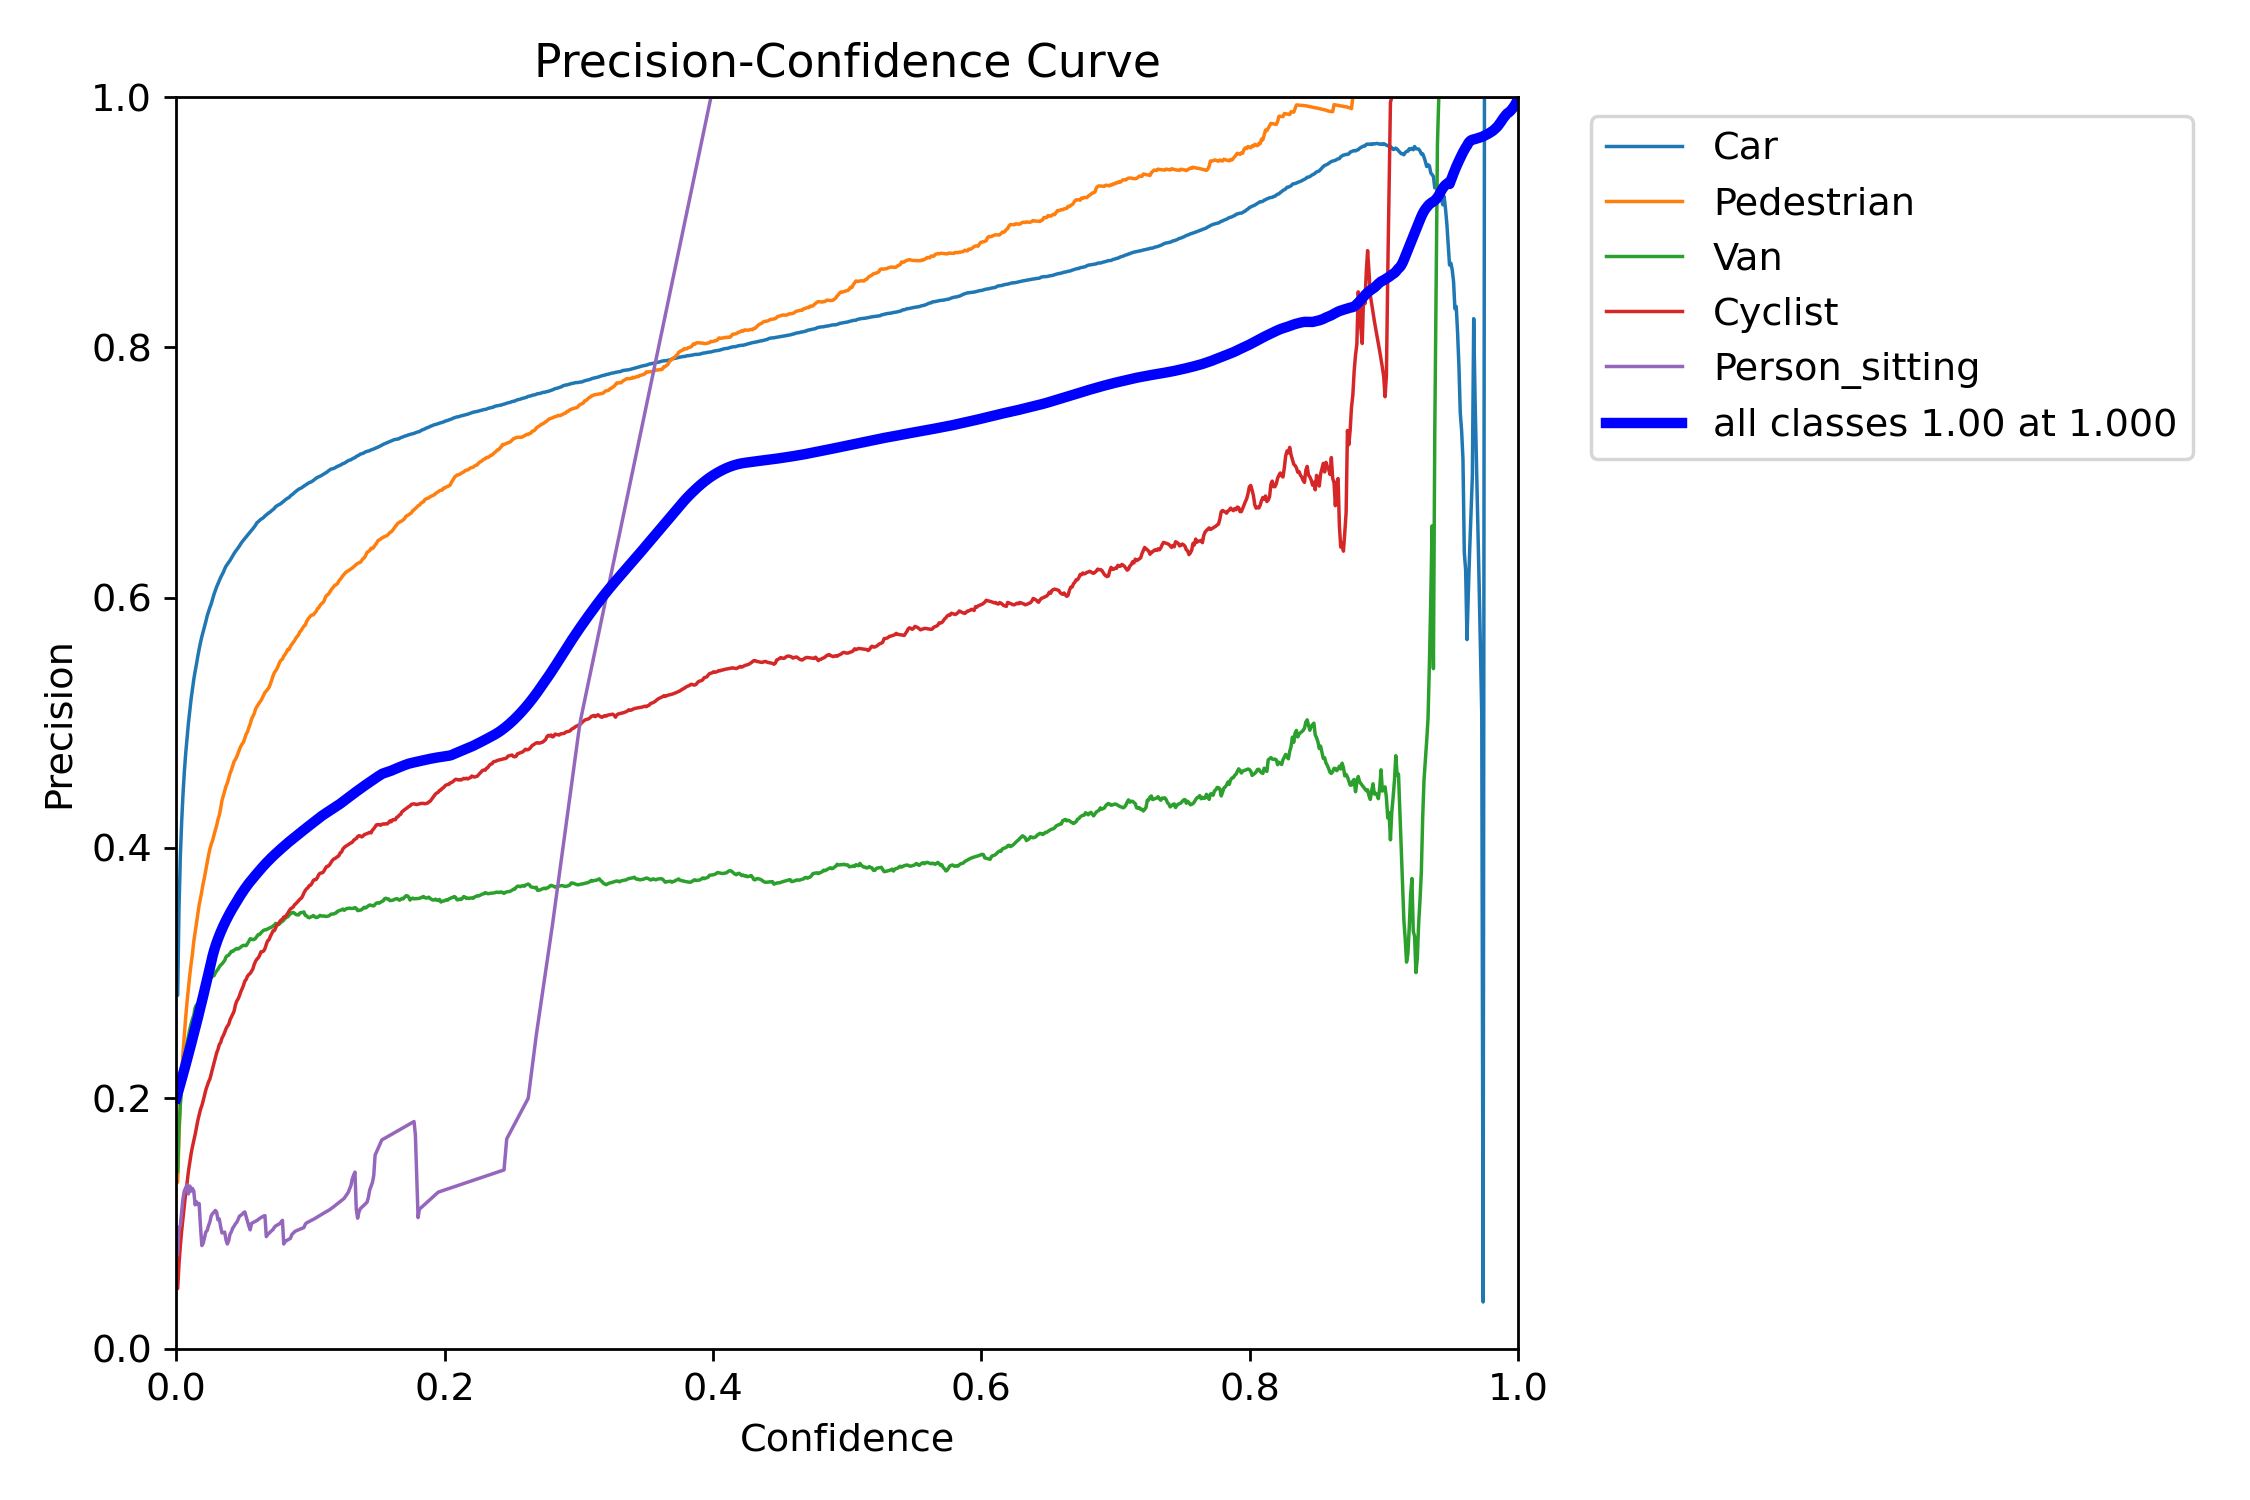 Precision-Confidence Curve
1.0
0.8
0.6
0.4
0.2
0.0
Precision
0.0 0.2 0.4 0.6 0.8 1.0
Confidence
Car
Pedestrian
Van
Cyclist
Person_sitting
all classes 1.00 at 1.000